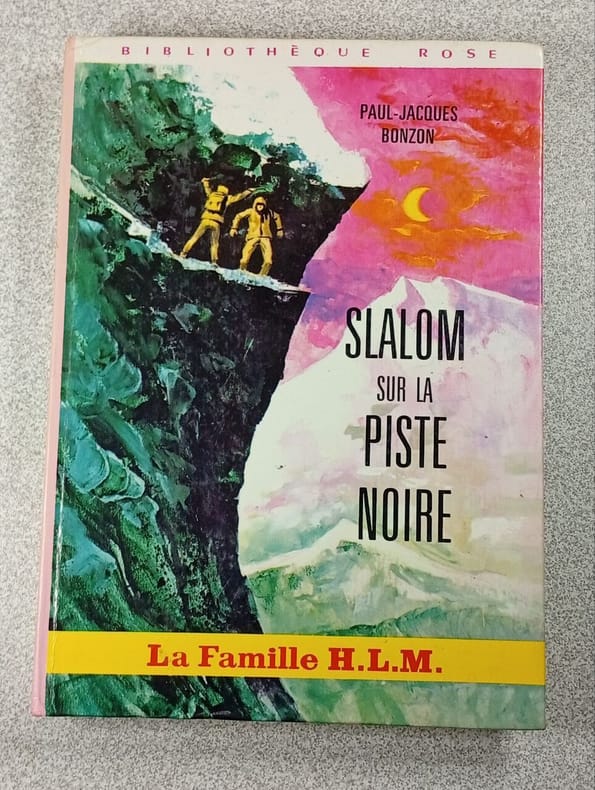 BIBLIOTHÈQUE ROSE
PAUL-JACQUES
BONZON
SLALOM
SUR LA
PISTE
NOIRE
La Famille H.L.M.